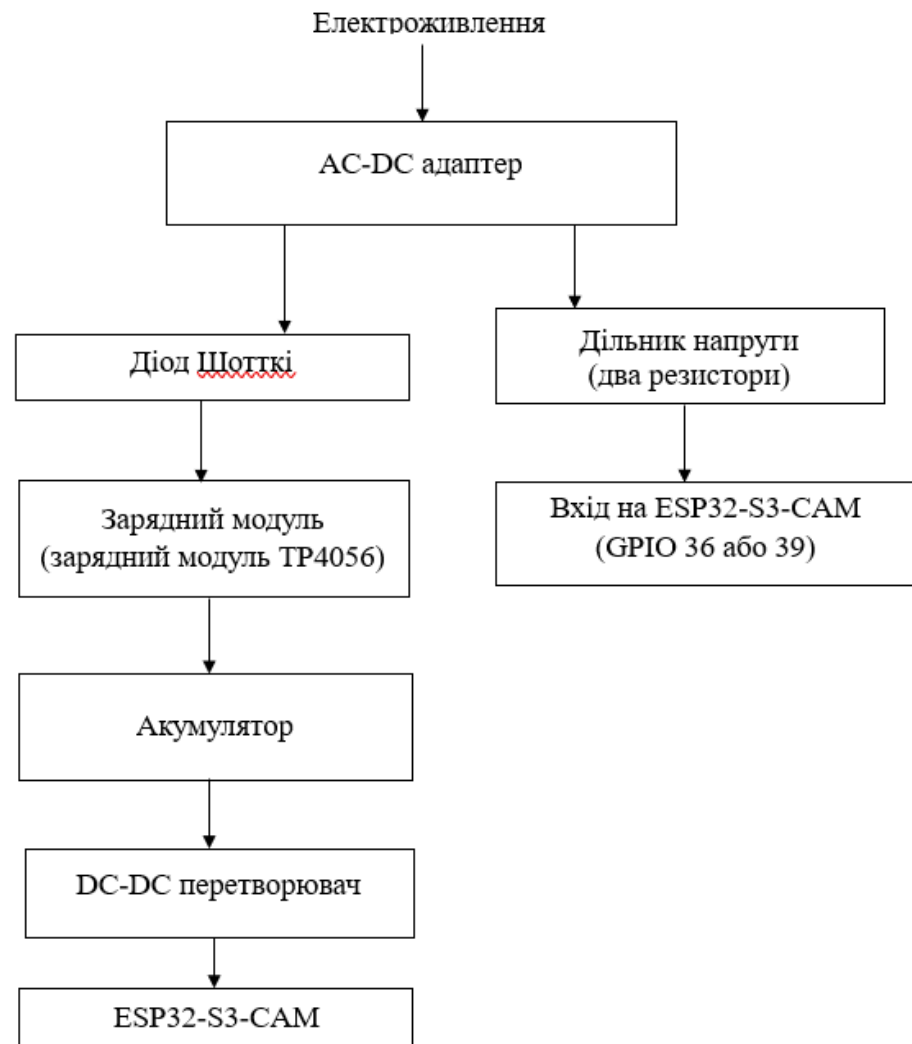 Електроживлення
AC-DC адаптер
Діод Шотткі
Дільник напруги
(два резистори)
Зарядний модуль
(зарядний модуль TP4056)
Вхід на ESP32-S3-CAM
(GPIO 36 або 39)
Акумулятор
DC-DC перетворювач
ESP32-S3-CAM